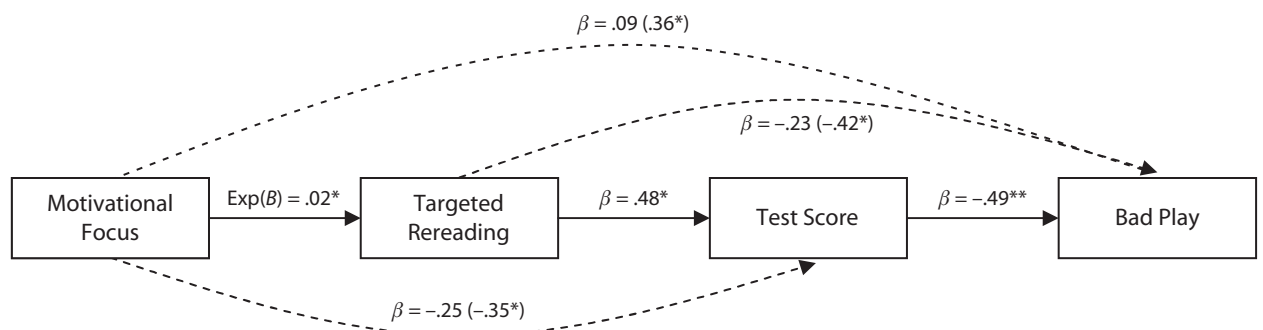 β = .09 (.36*)
β = –.23 (–.42*)
Motivational
Focus
Exp(B) = .02*
Targeted
Rereading
β = .48*
Test Score
β = –.49**
Bad Play
β = –.25 (–.35*)